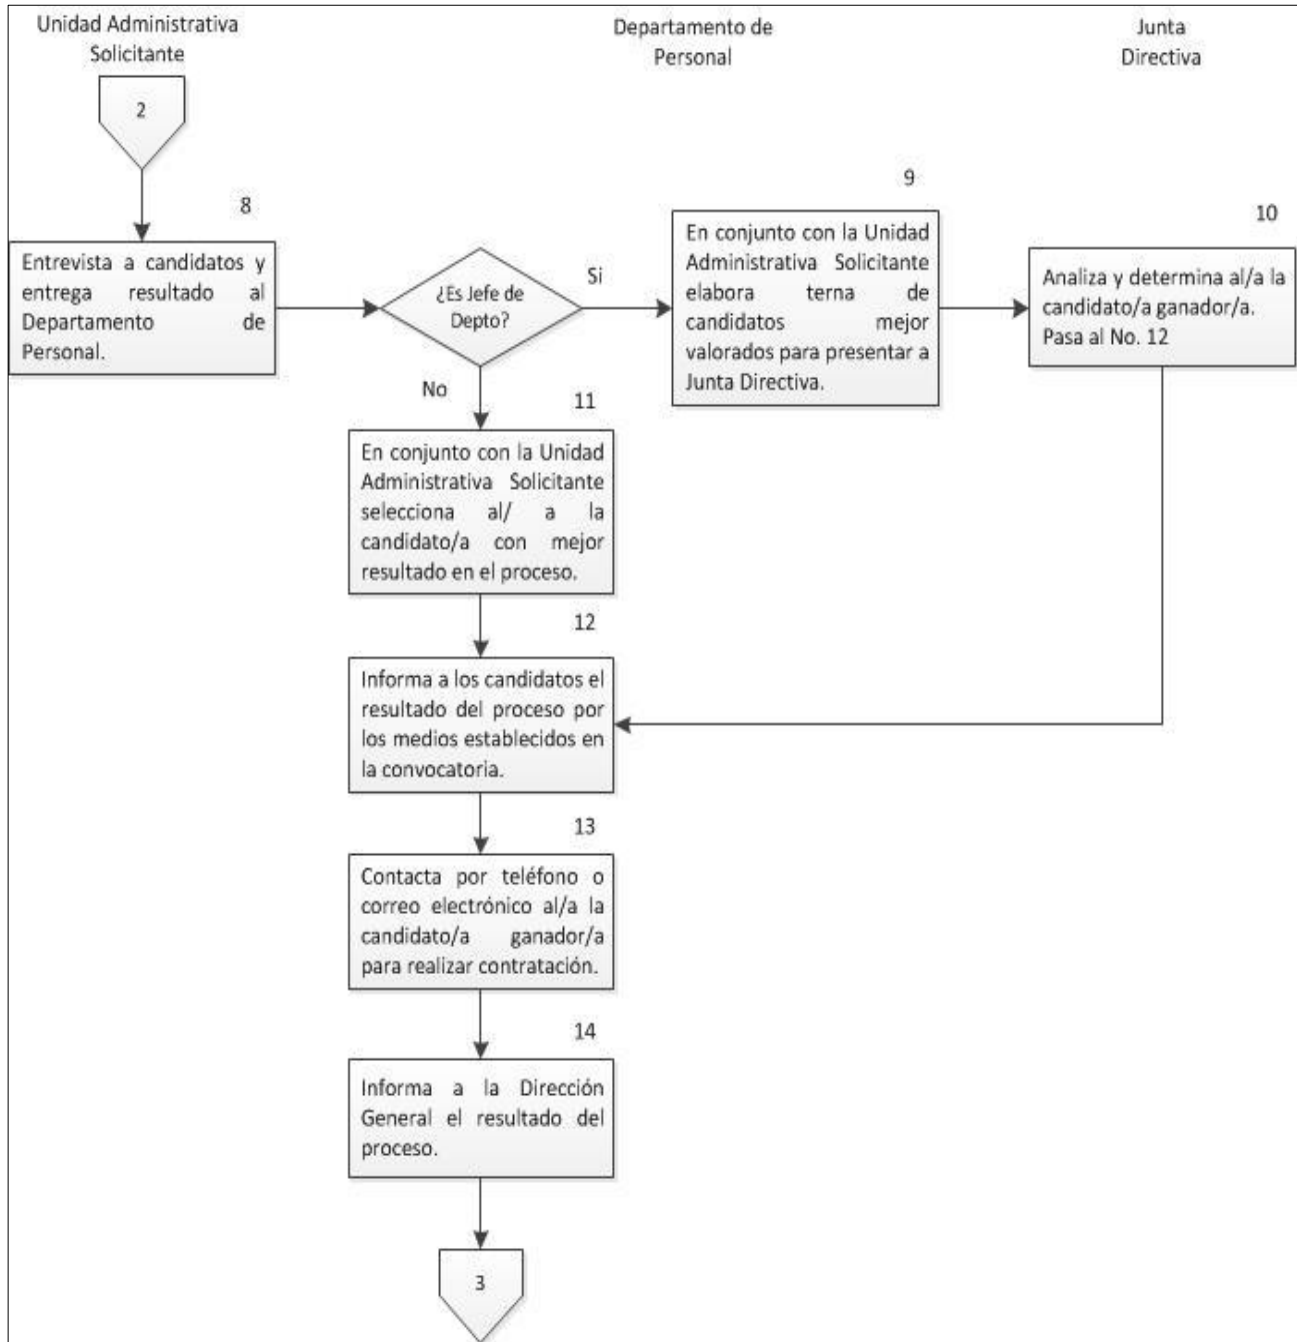 Unidad Administrativa
Solicitante
Departamento de
Personal
Junta
Directiva
2
8
Entrevista a candidatos y
entrega resultado al
Departamento de
Personal.
¿Es Jefe de
Depto?
Si
No
9
En conjunto con la Unidad
Administrativa Solicitante
elabora terna de
candidatos mejor
valorados para presentar a
Junta Directiva.
10
Analiza y determina al/a la
candidato/a ganador/a.
Pasa al No. 12
11
En conjunto con la Unidad
Administrativa Solicitante
selecciona al/ a la
candidato/a con mejor
resultado en el proceso.
12
Informa a los candidatos el
resultado del proceso por
los medios establecidos en
la convocatoria.
13
Contacta por teléfono o
correo electrónico al/a la
candidato/a ganador/a
para realizar contratación.
14
Informa a la Dirección
General el resultado del
proceso.
3